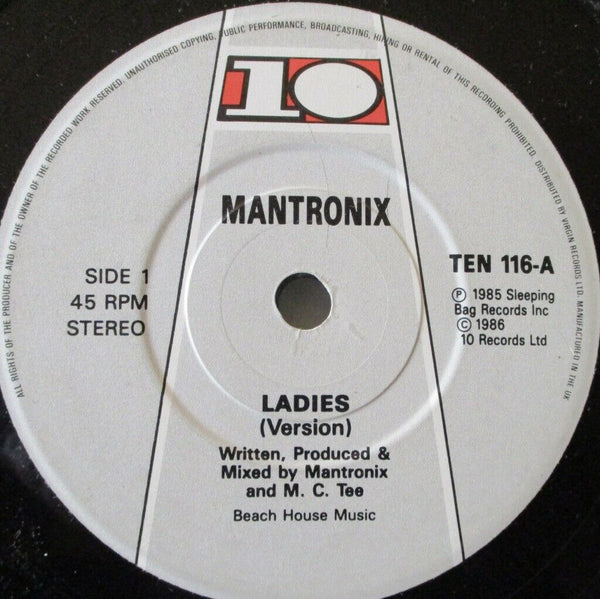 ALL RIGHTS OF THE PRODUCER AND OF THE OWNER OF THE RECORDED WORK RESERVED. UNAUTHORISED COPYING, PUBLIC PERFORMANCE, BROADCASTING, HIRING OR RENTAL OF THIS RECORDING PROHIBITED. DISTRIBUTED BY VIRGIN RECORDS LTD. MANUFACTURED IN THE UK
10
MANTRONIX
SIDE 1
45 RPM
STEREO
TEN 116-A
Ⓟ 1985 Sleeping
Bag Records Inc
© 1986
10 Records Ltd
LADIES
(Version)
Written, Produced &
Mixed by Mantronix
and M. C. Tee
Beach House Music